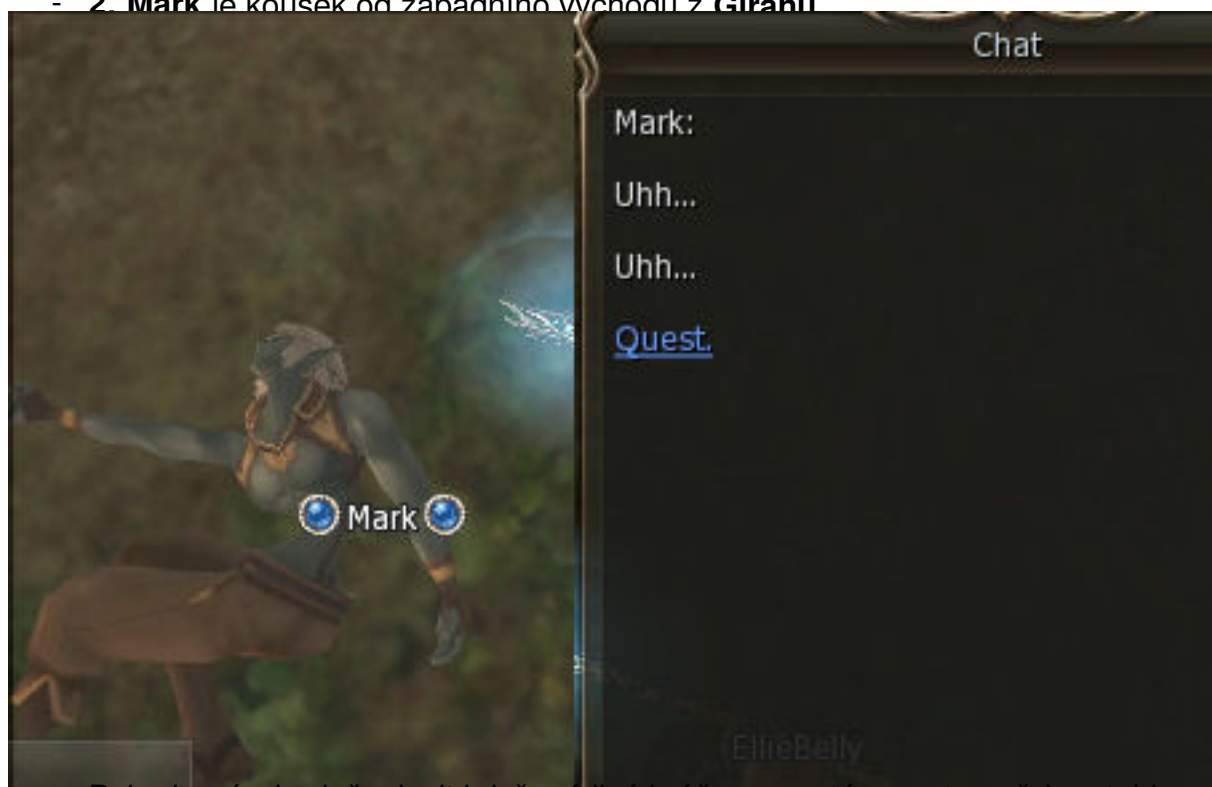 - 2. Mark je kousek od západního východu z Giranu
Chat
Mark:
Uhh...
Uhh...
Quest.
Mark
EllieBelly